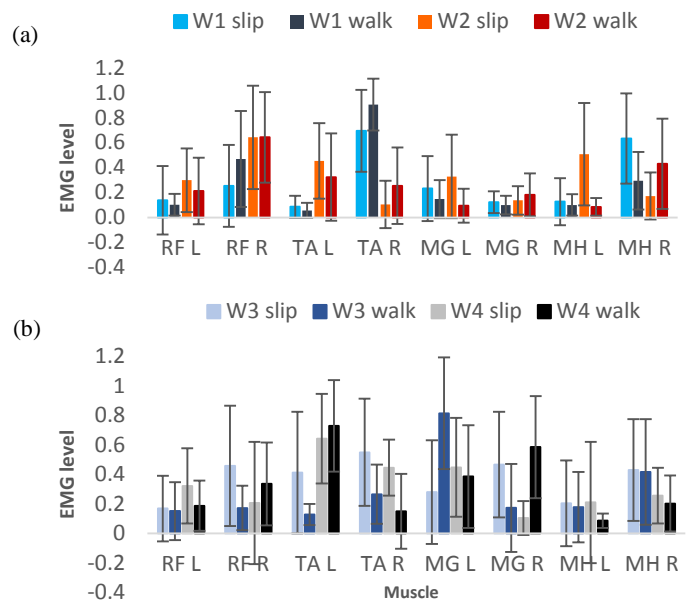 (a)
W1 slip W1 walk W2 slip W2 walk
1.2
1.0
0.8
0.6
0.4
0.2
0.0
-0.2
-0.4
EMG level
RF L RF R TA L TA R MG L MG R MH L MH R
(b)
W3 slip W3 walk W4 slip W4 walk
1.2
1
0.8
0.6
0.4
0.2
0
-0.2
-0.4
EMG level
RF L RF R TA L TA R MG L MG R MH L MH R
Muscle